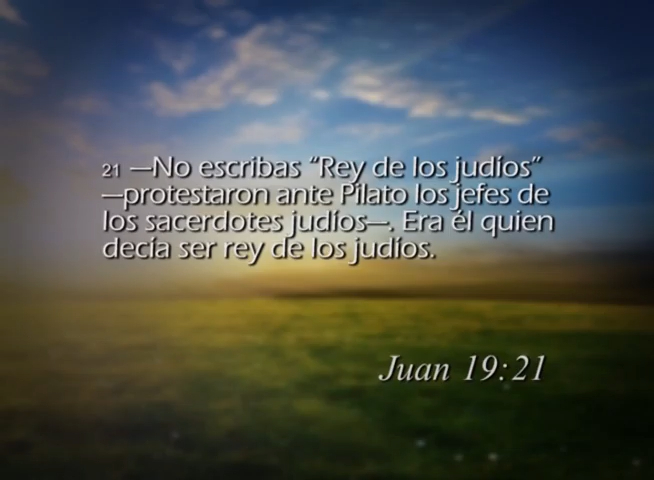 21 —No escribas “Rey de los judíos”
—protestaron ante Pilato los jefes de
los sacerdotes judíos—. Era él quien
decía ser rey de los judíos.
Juan 19:21